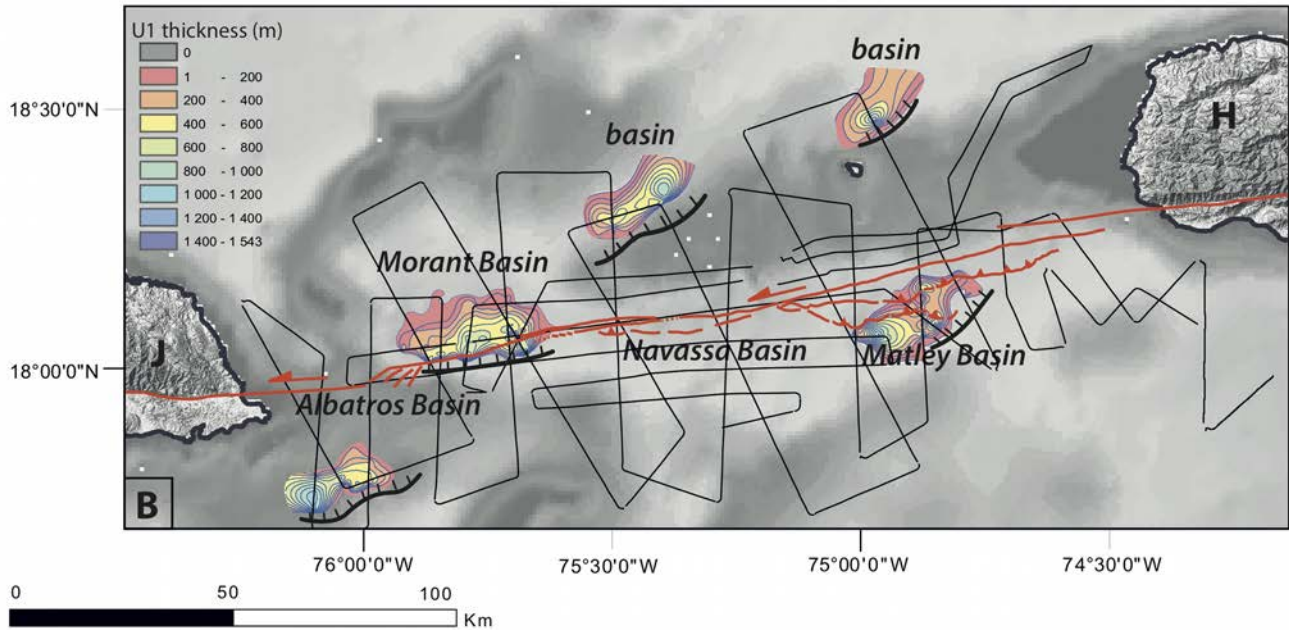 U1 thickness (m)
0
1 - 200
200 - 400
400 - 600
600 - 800
800 - 1 000
1 000 - 1 200
1 200 - 1 400
1 400 - 1 543
basin
basin
H
18°30'0"N
Morant Basin
Navassa Basin
Matley Basin
18°00'0"N
J
Albatros Basin
B
76°00'0"W
75°30'0"W
75°00'0"W
74°30'0"W
0 50 100
Km